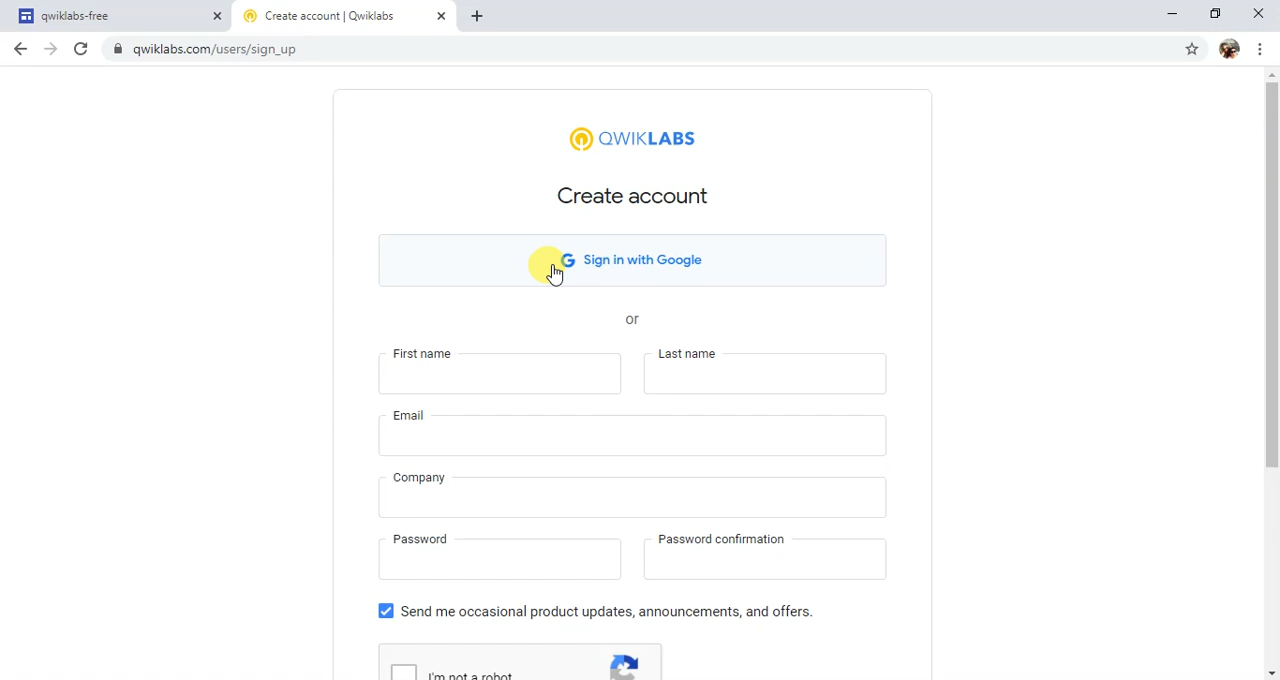 qwiklabs-free
Create account | Qwiklabs
qwiklabs.com/users/sign_up
QWIKLABS
Create account
Sign in with Google
or
First name
Last name
Email
Company
Password
Password confirmation
Send me occasional product updates, announcements, and offers.
I'm not a robot